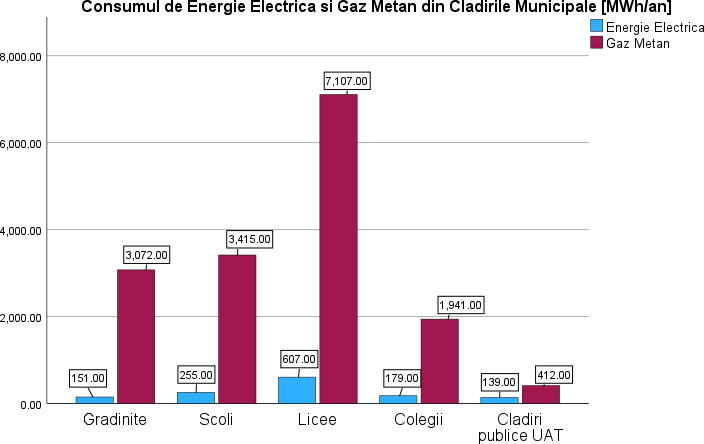 Consumul de Energie Electrica si Gaz Metan din Cladirile Municipale [MWh/an]
Energie Electrica
Gaz Metan
8,000.00
6,000.00
4,000.00
2,000.00
0.00
151.00
3,072.00
255.00
3,415.00
607.00
7,107.00
179.00
1,941.00
139.00
412.00
Gradinite
Scoli
Licee
Colegii
Cladiri
publice UAT